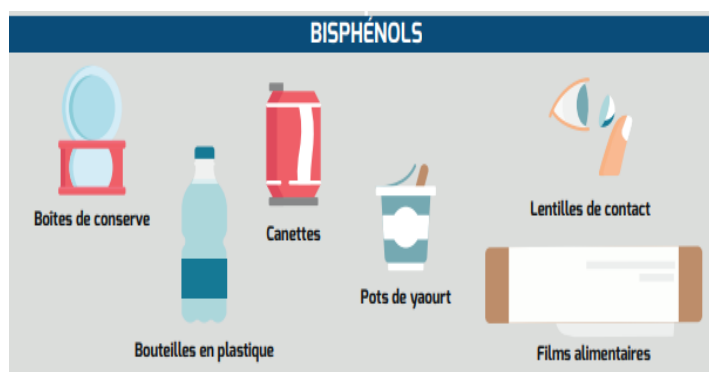 BISPHÉNOLS
Boîtes de conserve
Canettes
Lentilles de contact
Pots de yaourt
Bouteilles en plastique
Films alimentaires